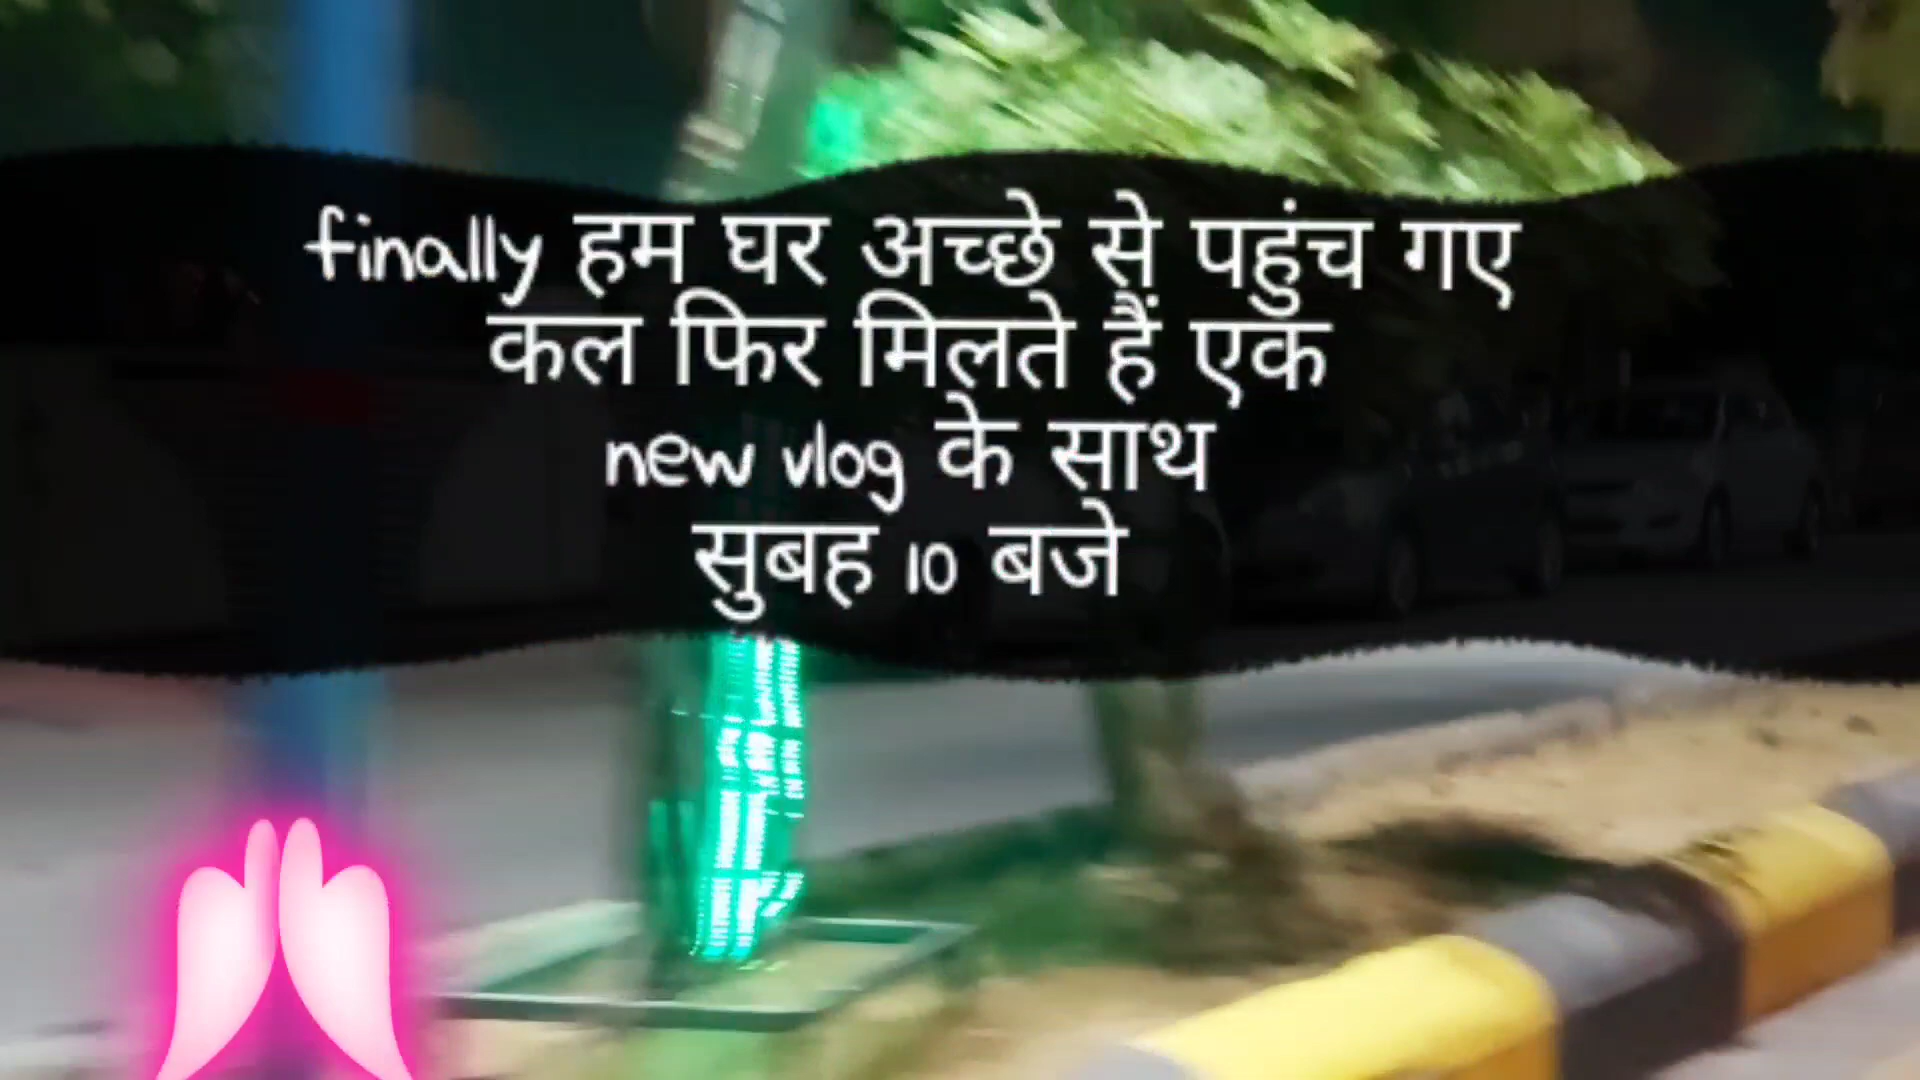 finally हम घर अच्छे से पहुंच गए
कल फिर मिलते हैं एक
new vlog के साथ
सुबह 10 बजे